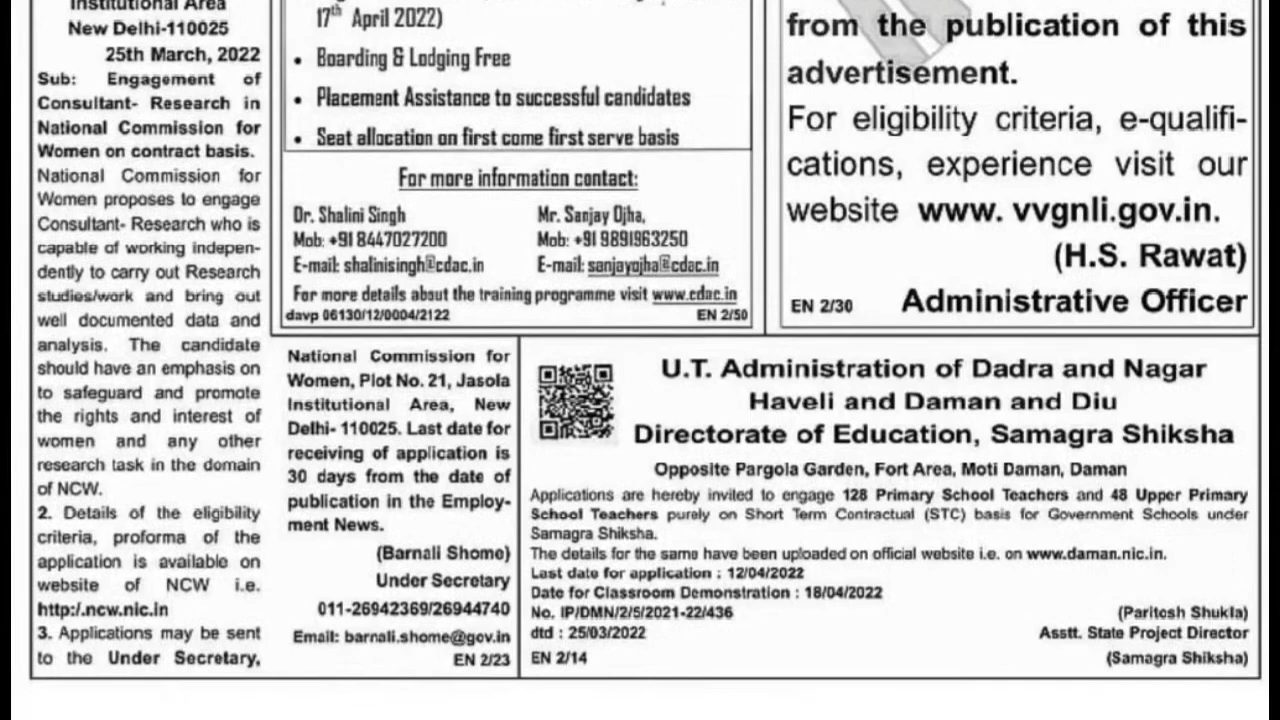 Institutional Area
New Delhi-110025
25th March, 2022
Sub: Engagement of
Consultant- Research in
National Commission for
Women on contract basis.
National Commission for
Women proposes to engage
Consultant- Research who is
capable of working indepen-
dently to carry out Research
studies/work and bring out
well documented data and
analysis. The candidate
should have an emphasis on
to safeguard and promote
the rights and interest of
women and any other
research task in the domain
of NCW.
2. Details of the eligibility
criteria, proforma of the
application is available on
website of NCW i.e.
http:/.ncw.nic.in
3. Applications may be sent
to the Under Secretary,
National Commission for
Women, Plot No. 21, Jasola
Institutional Area, New
Delhi- 110025. Last date for
receiving of application is
30 days from the date of
publication in the Employ-
ment News.
(Barnali Shome)
Under Secretary
011-26942369/26944740
Email: barnali.shome@gov.in
EN 2/23
17th April 2022)
• Boarding & Lodging Free
• Placement Assistance to successful candidates
• Seat allocation on first come first serve basis
For more information contact:
Dr. Shalini Singh
Mob: +91 8447027200
E-mail: shalinisingh@cdac.in
Mr. Sanjay Ojha,
Mob: +91 9891963250
E-mail: sanjayojha@cdac.in
For more details about the training programme visit www.cdac.in
davp 06130/12/0004/2122 EN 2/50
from the publication of this
advertisement.
For eligibility criteria, e-qualifi-
cations, experience visit our
website www. vvgnli.gov.in.
(H.S. Rawat)
EN 2/30 Administrative Officer
U.T. Administration of Dadra and Nagar
Haveli and Daman and Diu
Directorate of Education, Samagra Shiksha
Opposite Pargola Garden, Fort Area, Moti Daman, Daman
Applications are hereby invited to engage 128 Primary School Teachers and 48 Upper Primary
School Teachers purely on Short Term Contractual (STC) basis for Government Schools under
Samagra Shiksha.
The details for the same have been uploaded on official website i.e. on www.daman.nic.in.
Last date for application : 12/04/2022
Date for Classroom Demonstration : 18/04/2022
No. IP/DMN/2/5/2021-22/436 (Paritosh Shukla)
dtd : 25/03/2022 Asstt. State Project Director
EN 2/14 (Samagra Shiksha)